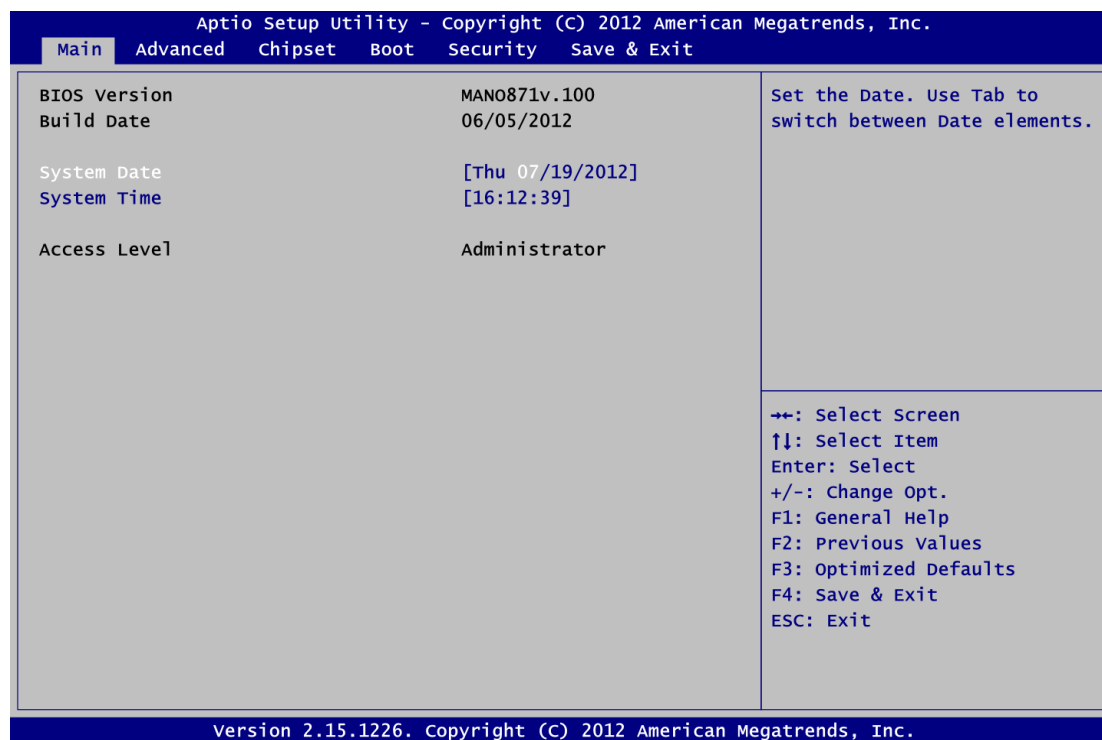 Aptio Setup Utility - Copyright (C) 2012 American Megatrends, Inc.
Main Advanced Chipset Boot Security Save & Exit
BIOS Version MANO871v.100
Build Date 06/05/2012
System Date [Thu 07/19/2012]
System Time [16:12:39]
Access Level Administrator
Set the Date. Use Tab to
switch between Date elements.
→←: Select Screen
↑↓: Select Item
Enter: Select
+/-: Change Opt.
F1: General Help
F2: Previous Values
F3: Optimized Defaults
F4: Save & Exit
ESC: Exit
Version 2.15.1226. Copyright (C) 2012 American Megatrends, Inc.